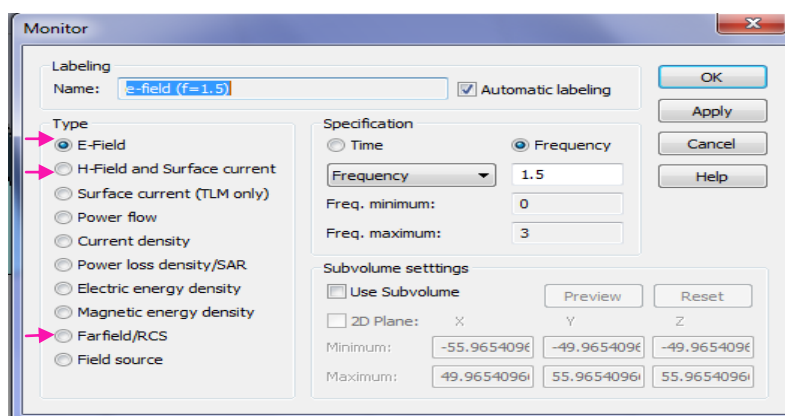 Monitor
Labeling
Name: e-field (f=1.5) Automatic labeling
OK
Apply
Cancel
Help
Type
E-Field
H-Field and Surface current
Surface current (TLM only)
Power flow
Current density
Power loss density/SAR
Electric energy density
Magnetic energy density
Farfield/RCS
Field source
Specification
Time Frequency
Frequency 1.5
Freq. minimum: 0
Freq. maximum: 3
Subvolume setttings
Use Subvolume Preview Reset
2D Plane: X Y Z
Minimum: -55.9654096 -49.9654096 -49.9654096
Maximum: 49.9654096 55.9654096 55.9654096